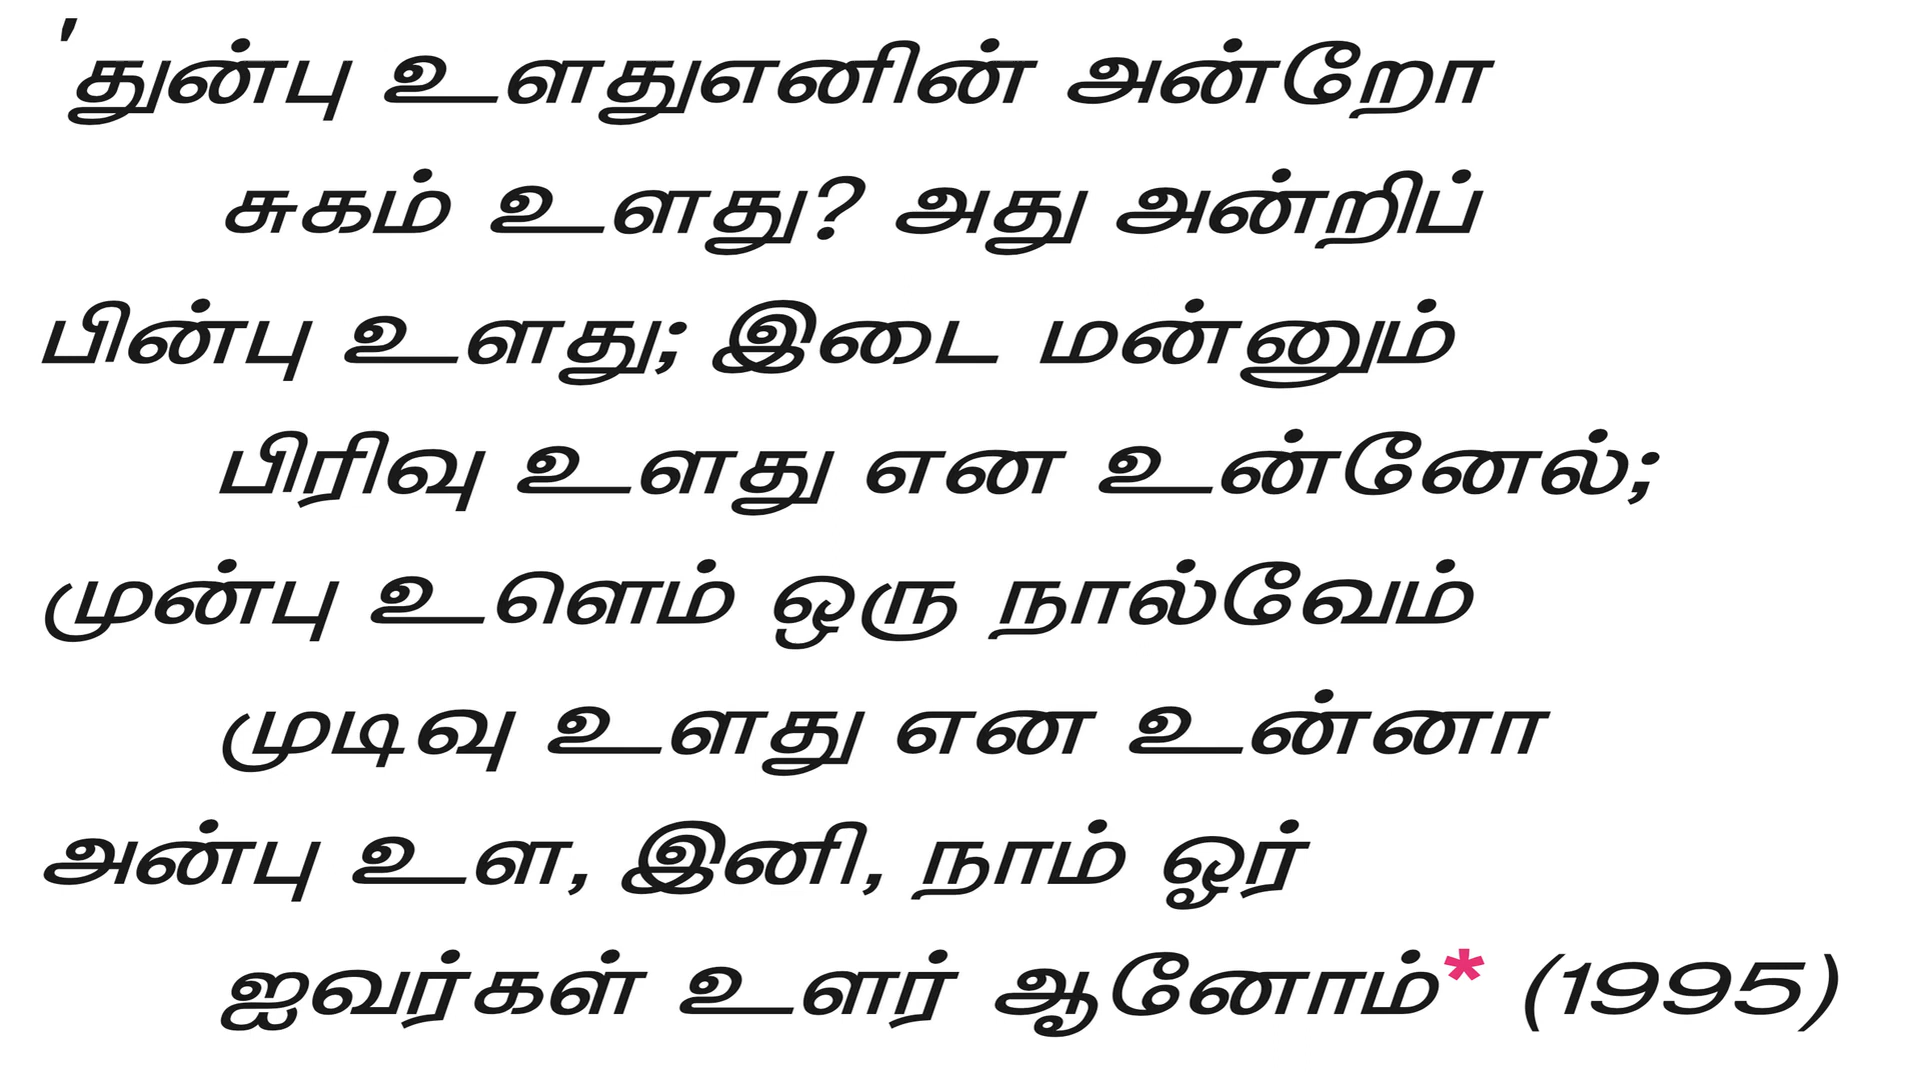 'துன்பு உளதுஎனின் அன்றோ
சுகம் உளது? அது அன்றிப்
பின்பு உளது; இடை மன்னும்
பிரிவு உளது என உன்னேல்;
முன்பு உளெம் ஒரு நால்வேம்
முடிவு உளது என உன்னா
அன்பு உள, இனி, நாம் ஓர்
ஐவர்கள் உளர் ஆனோம்* (1995)